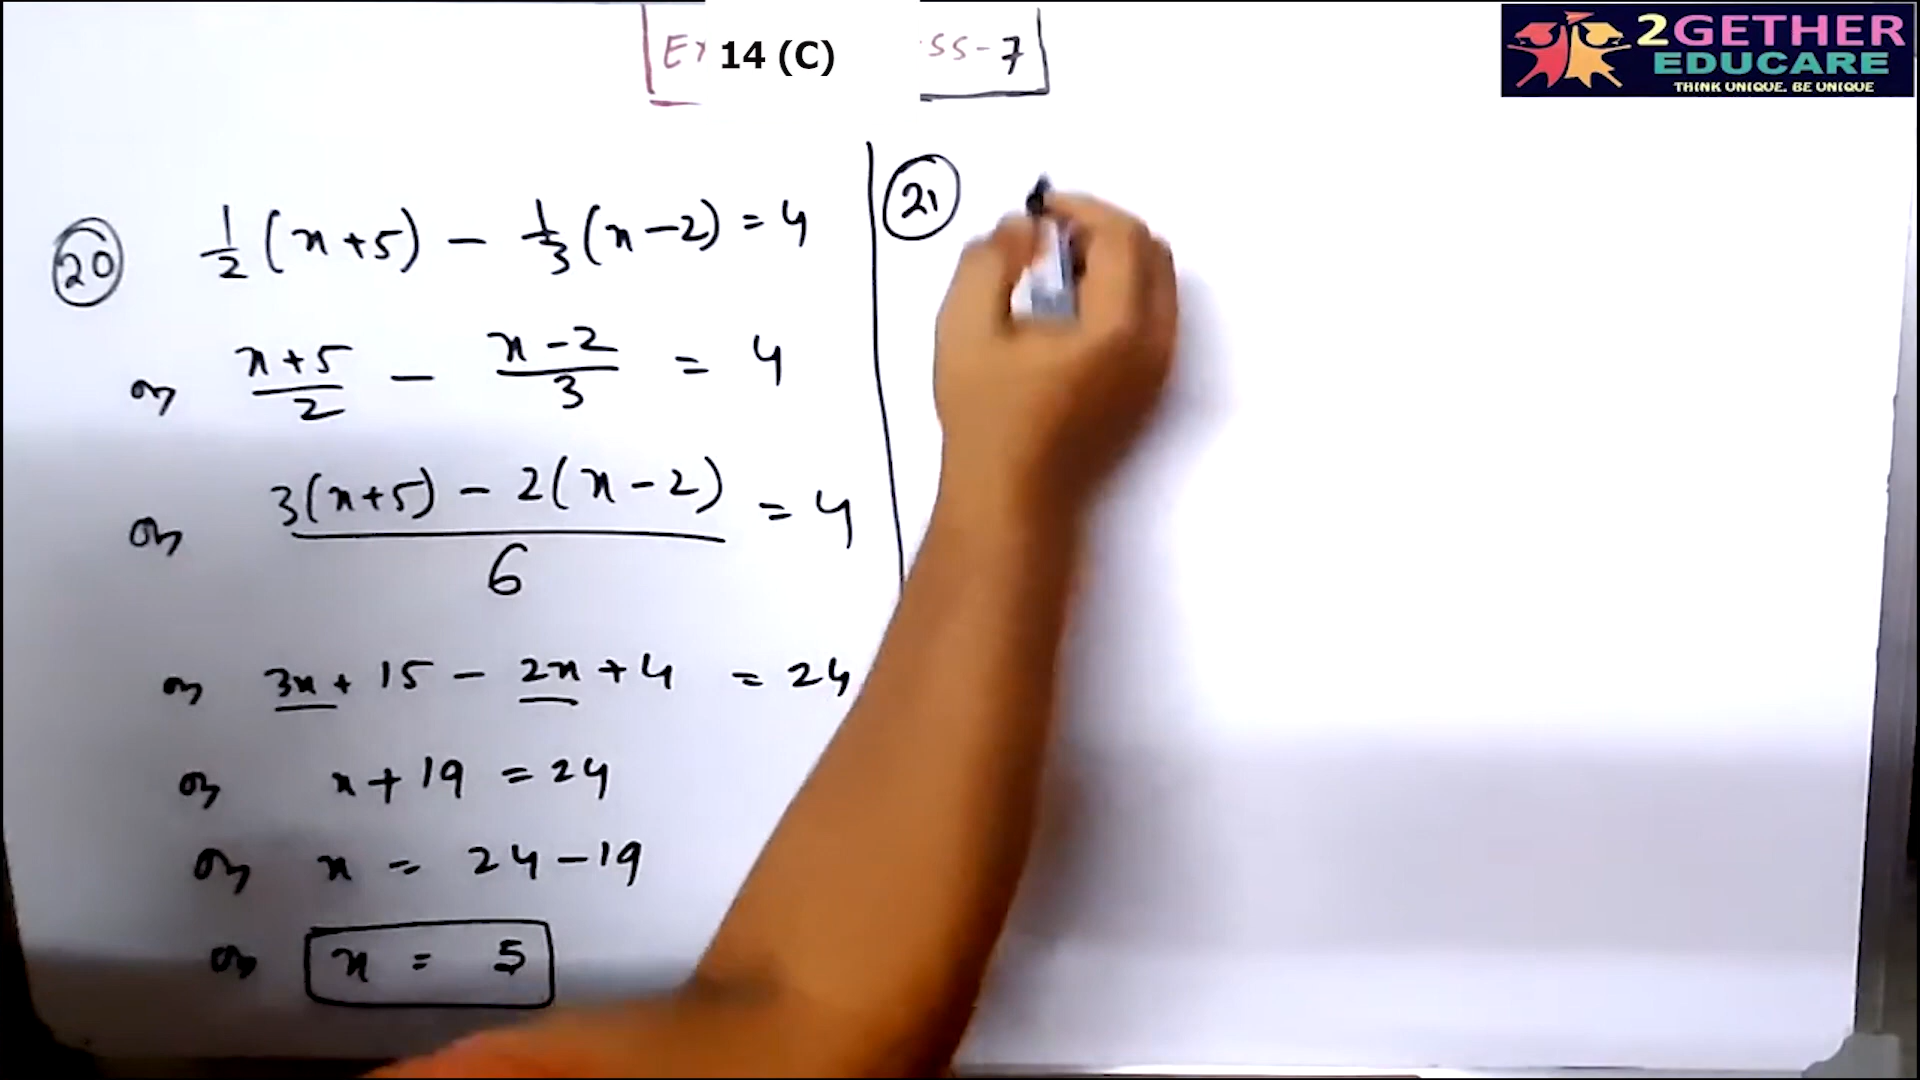 14 (C)
SS-7
2GETHER
EDUCARE
THINK UNIQUE. BE UNIQUE
(20) 1/2 (x+5) - 1/3 (x-2) = 4
or (x+5)/2 - (x-2)/3 = 4
or (3(x+5) - 2(x-2))/6 = 4
or 3x + 15 - 2x + 4 = 24
or x + 19 = 24
or x = 24 - 19
or x = 5
(21)